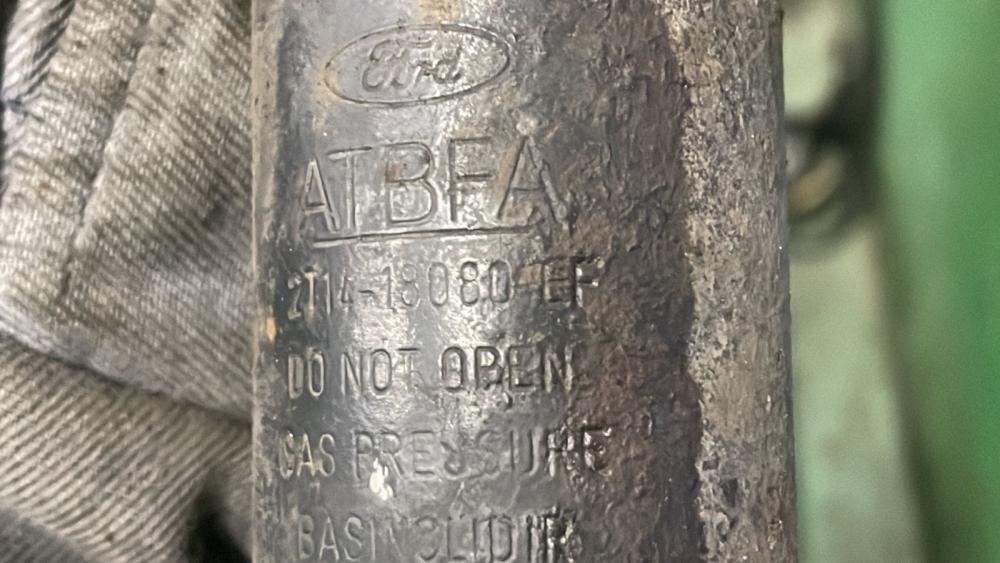 Ford
ATBFA
2T14-18080-EF
DO NOT OPEN
GAS PRESSURE